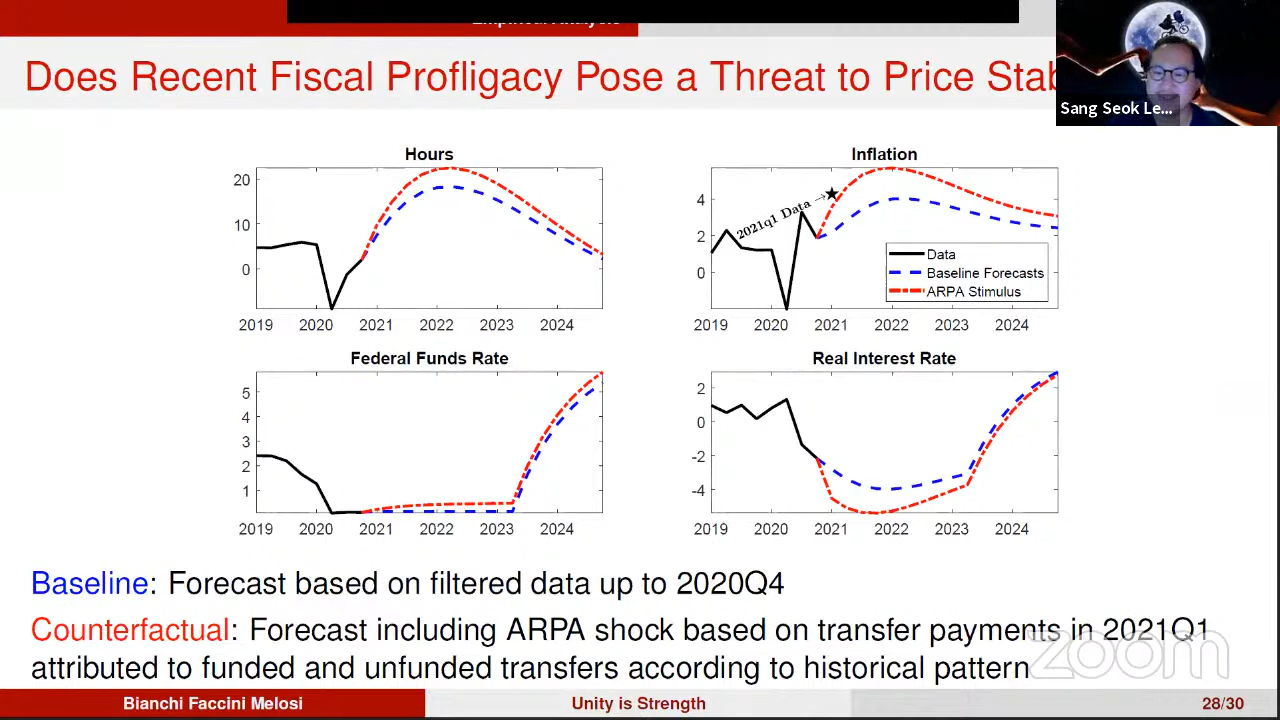 Empirical Analysis
Does Recent Fiscal Profligacy Pose a Threat to Price Stab
Sang Seok Le...
Hours
20
10
0
2019 2020 2021 2022 2023 2024
Inflation
4
2
0
2021q1 Data →★
Data
Baseline Forecasts
ARPA Stimulus
2019 2020 2021 2022 2023 2024
Federal Funds Rate
5
4
3
2
1
2019 2020 2021 2022 2023 2024
Real Interest Rate
2
0
-2
-4
2019 2020 2021 2022 2023 2024
Baseline: Forecast based on filtered data up to 2020Q4
Counterfactual: Forecast including ARPA shock based on transfer payments in 2021Q1
attributed to funded and unfunded transfers according to historical pattern
zoom
Bianchi Faccini Melosi Unity is Strength 28/30